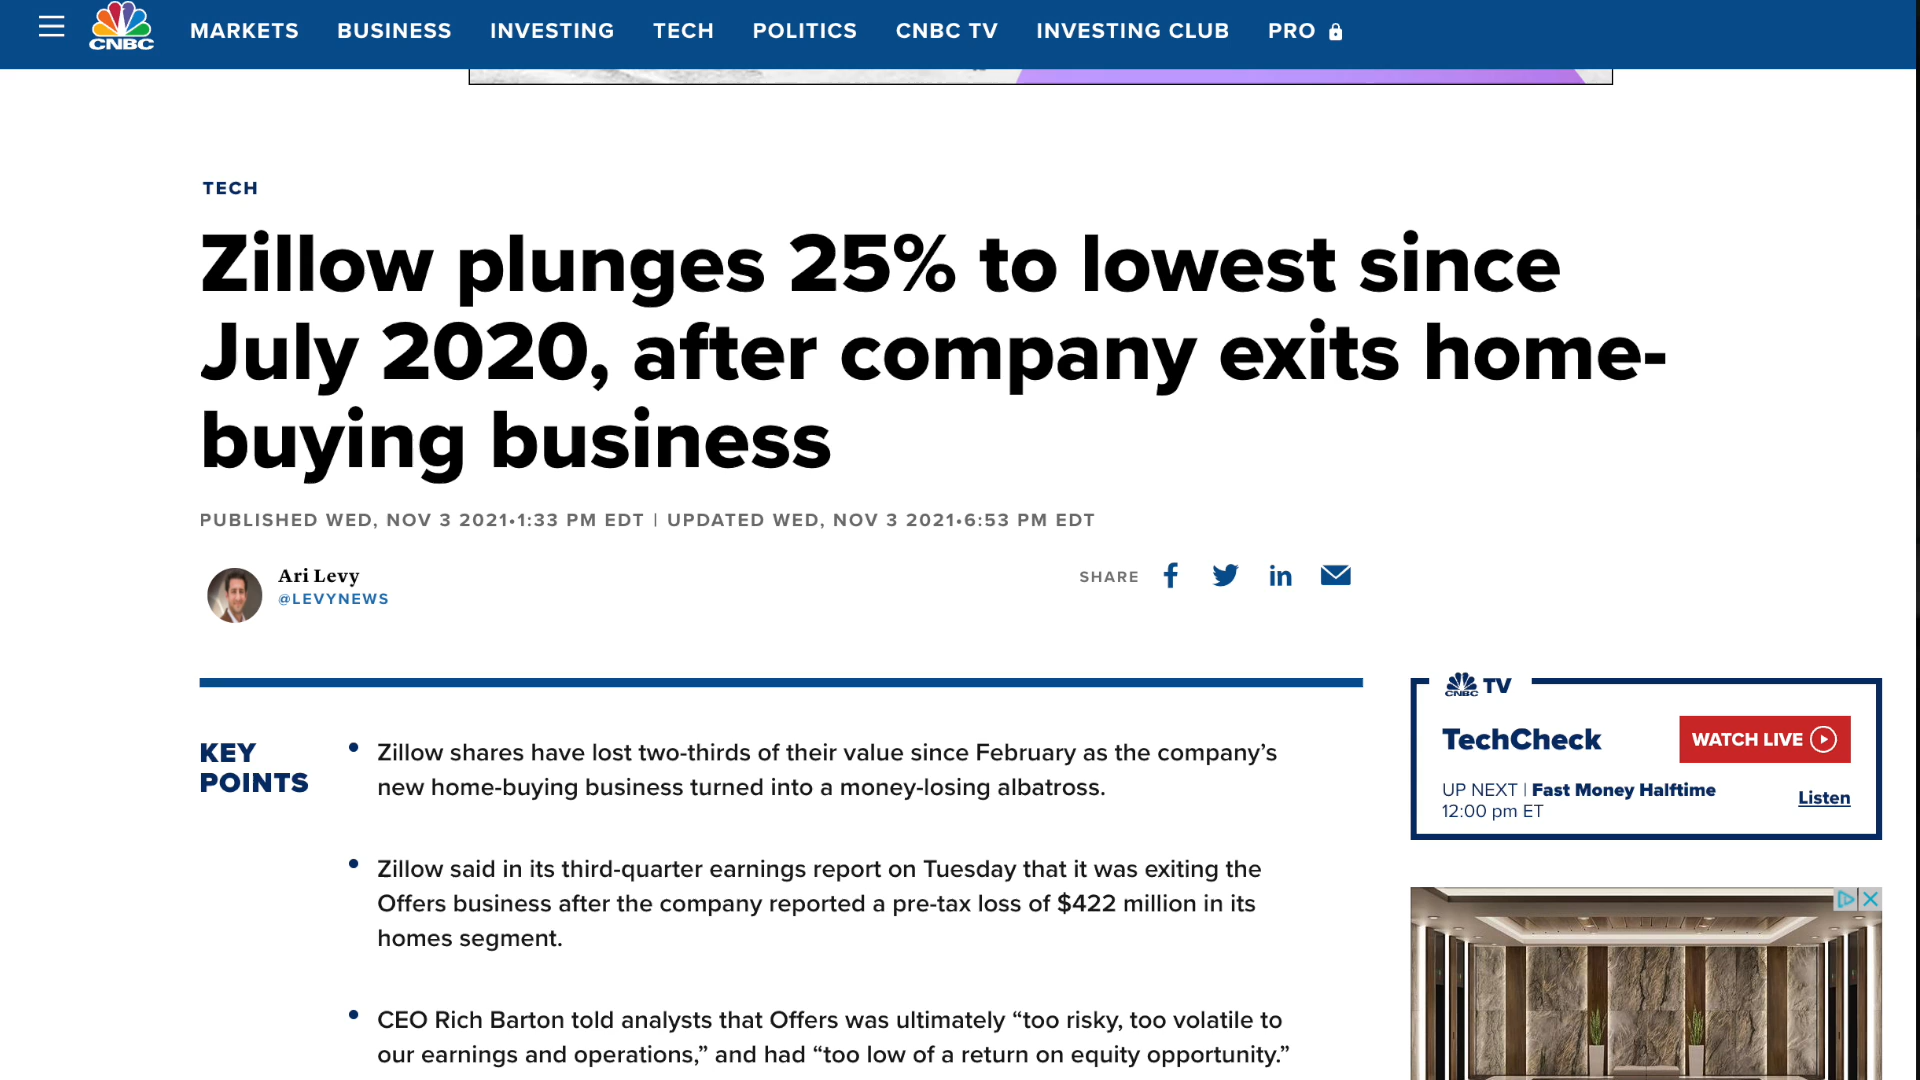 CNBC
MARKETS
BUSINESS
INVESTING
TECH
POLITICS
CNBC TV
INVESTING CLUB
PRO
TECH
Zillow plunges 25% to lowest since
July 2020, after company exits home-
buying business
PUBLISHED WED, NOV 3 2021•1:33 PM EDT | UPDATED WED, NOV 3 2021•6:53 PM EDT
Ari Levy
@LEVYNEWS
SHARE
KEY
POINTS
• Zillow shares have lost two-thirds of their value since February as the company’s
new home-buying business turned into a money-losing albatross.
• Zillow said in its third-quarter earnings report on Tuesday that it was exiting the
Offers business after the company reported a pre-tax loss of $422 million in its
homes segment.
• CEO Rich Barton told analysts that Offers was ultimately “too risky, too volatile to
our earnings and operations,” and had “too low of a return on equity opportunity.”
CNBC TV
TechCheck
WATCH LIVE
UP NEXT | Fast Money Halftime
12:00 pm ET
Listen